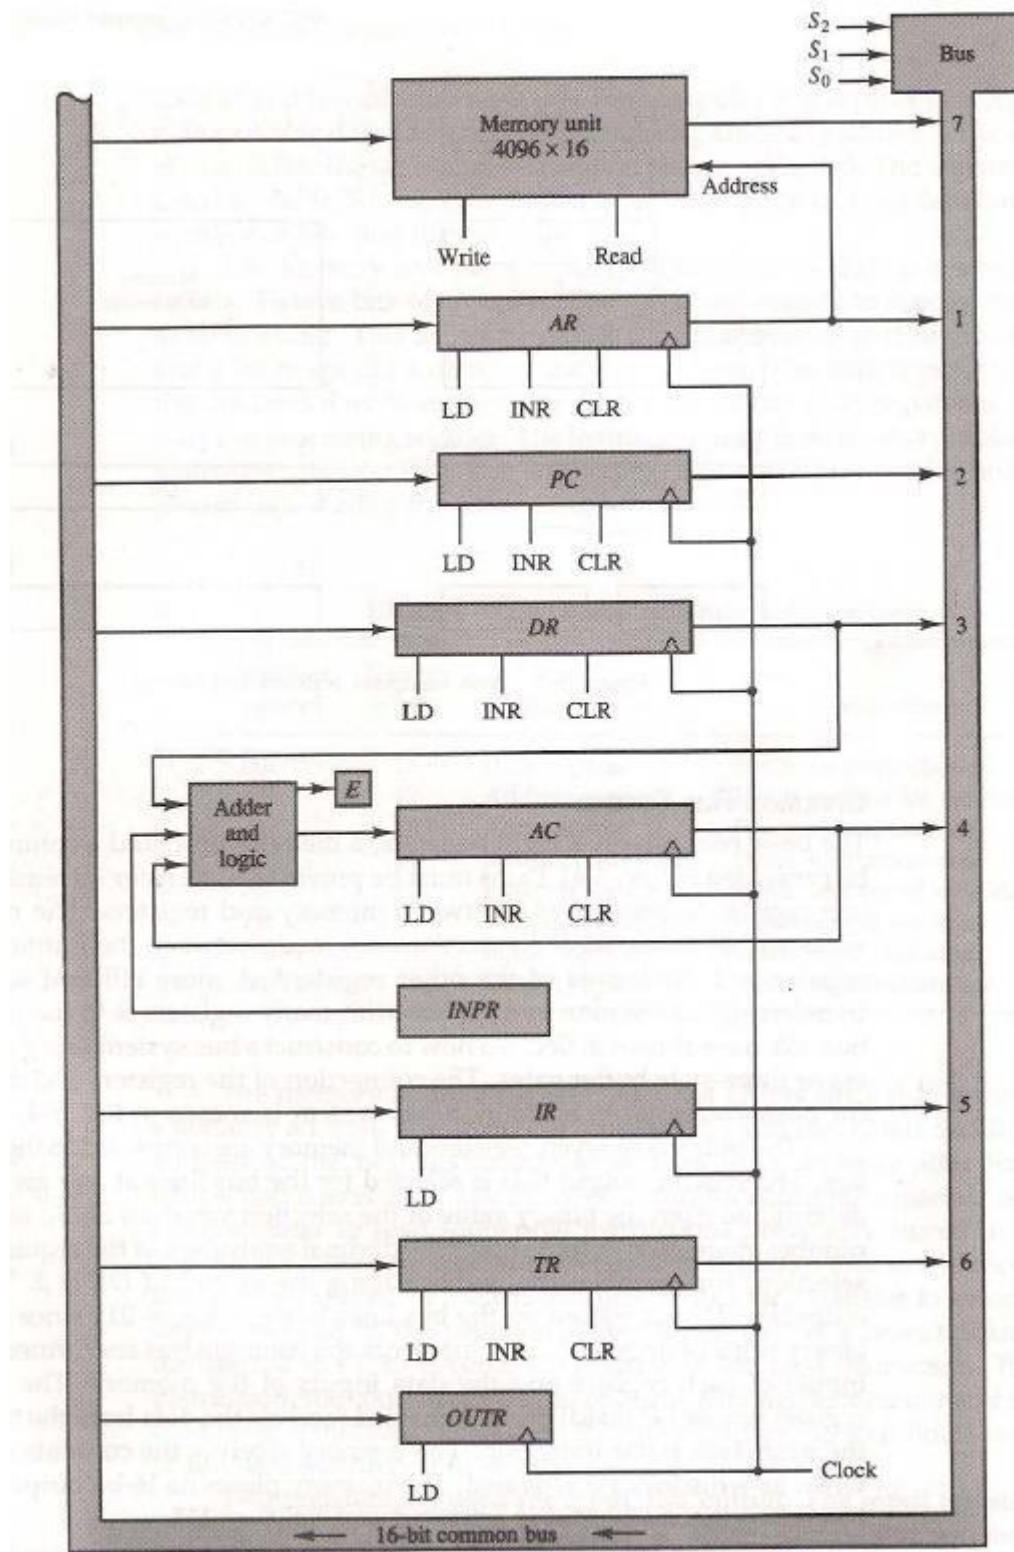 S2
S1
S0
Bus
Memory unit
4096 × 16
7
Address
Write Read
AR
1
LD INR CLR
PC
2
LD INR CLR
DR
3
LD INR CLR
Adder
and
logic
E
AC
4
LD INR CLR
INPR
IR
5
LD
TR
6
LD INR CLR
OUTR
Clock
LD
16-bit common bus